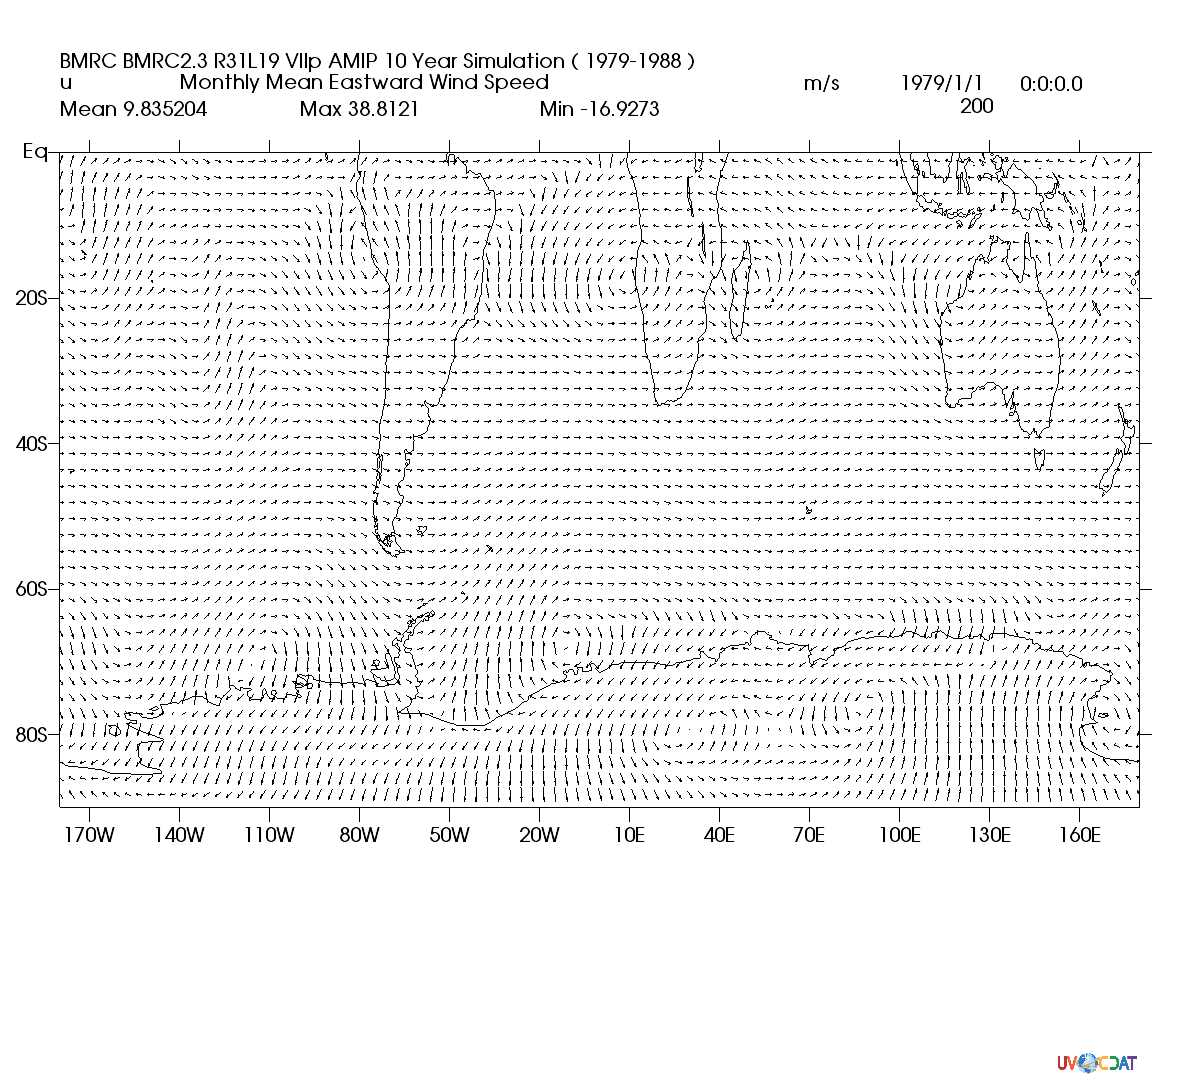 BMRC BMRC2.3 R31L19 VIIp AMIP 10 Year Simulation ( 1979-1988 )
u Monthly Mean Eastward Wind Speed m/s 1979/1/1 0:0:0.0
Mean 9.835204 Max 38.8121 Min -16.9273 200
Eq
20S
40S
60S
80S
170W 140W 110W 80W 50W 20W 10E 40E 70E 100E 130E 160E
UV CDAT